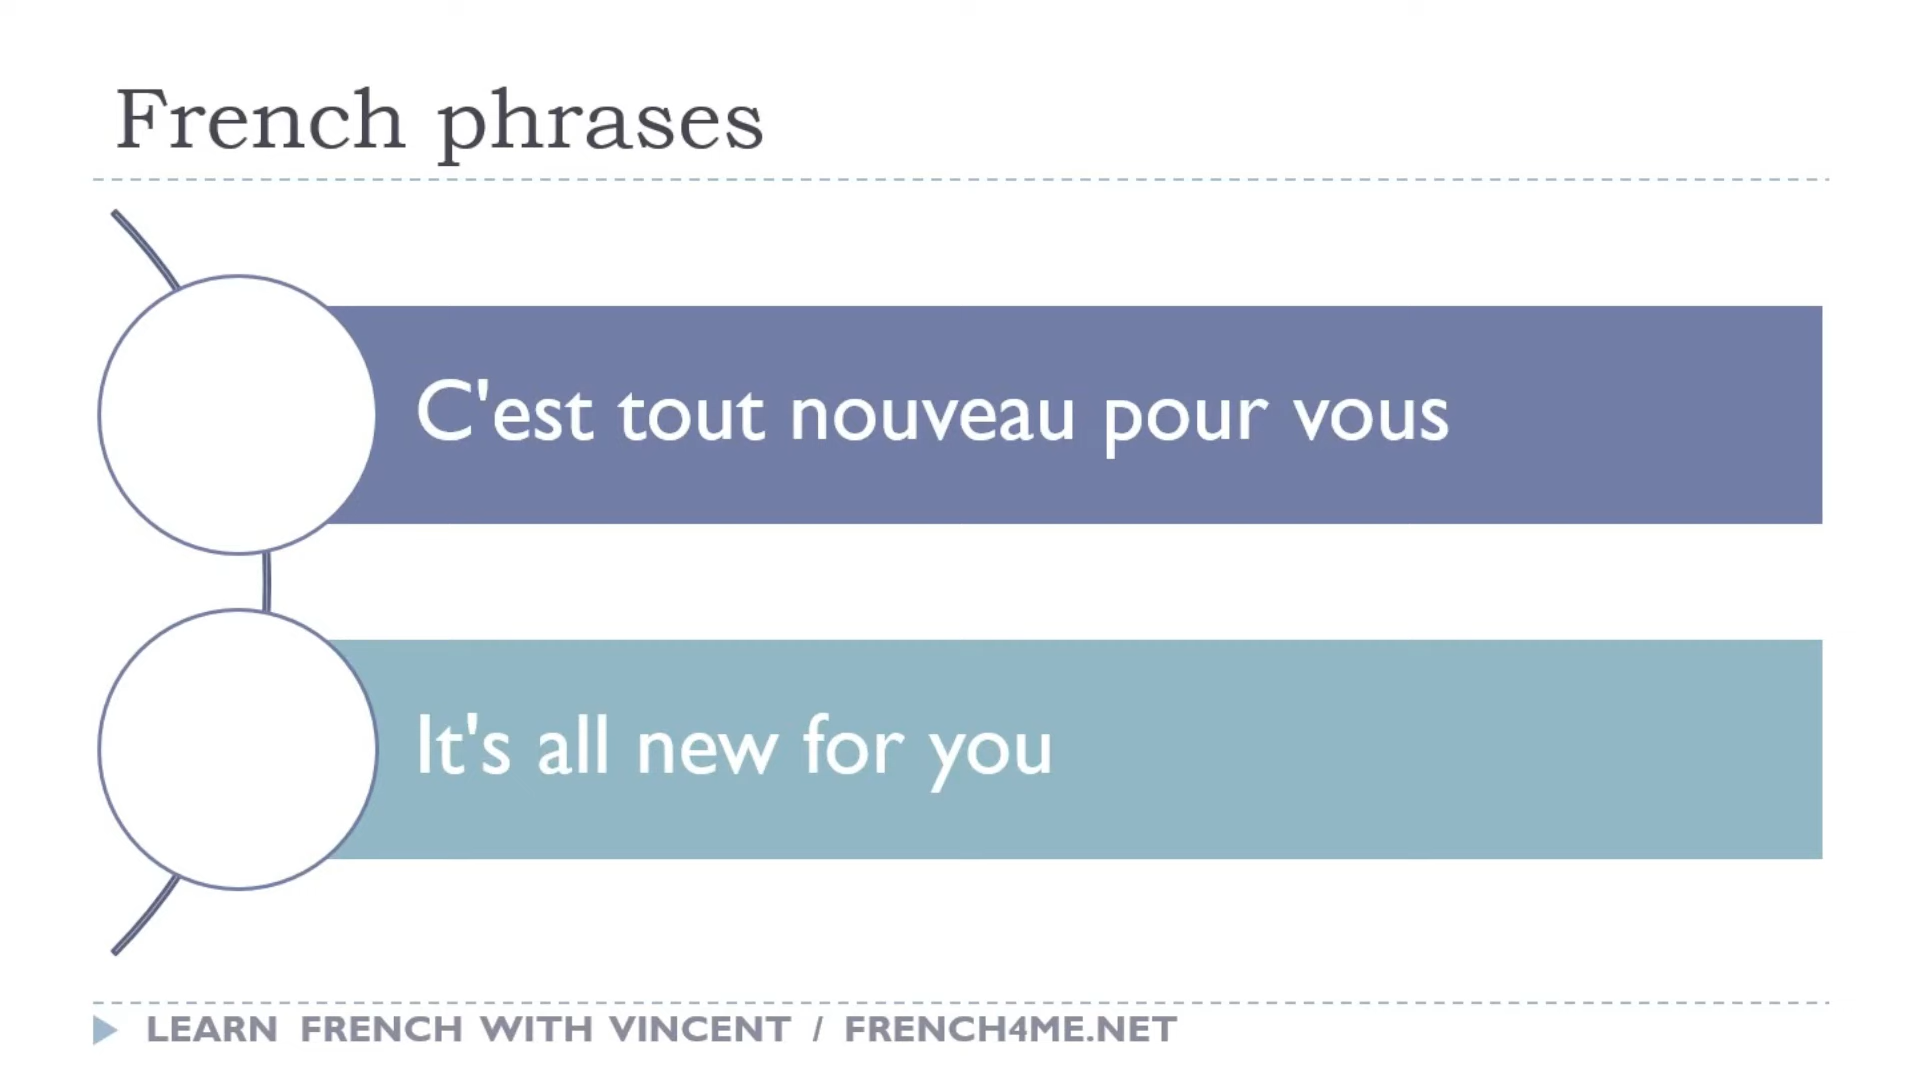 French phrases
C'est tout nouveau pour vous
It's all new for you
LEARN FRENCH WITH VINCENT / FRENCH4ME.NET